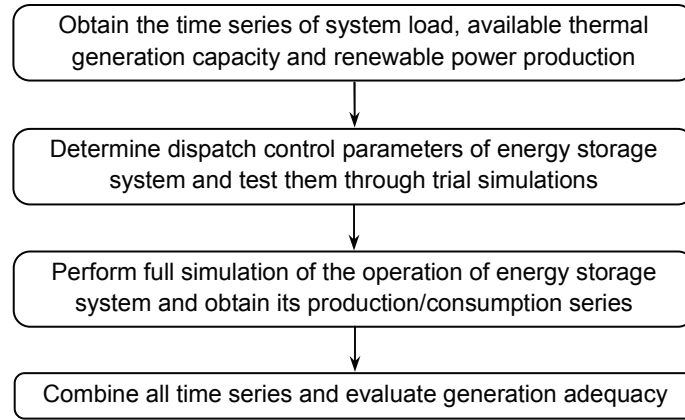 Obtain the time series of system load, available thermal
generation capacity and renewable power production
Determine dispatch control parameters of energy storage
system and test them through trial simulations
Perform full simulation of the operation of energy storage
system and obtain its production/consumption series
Combine all time series and evaluate generation adequacy